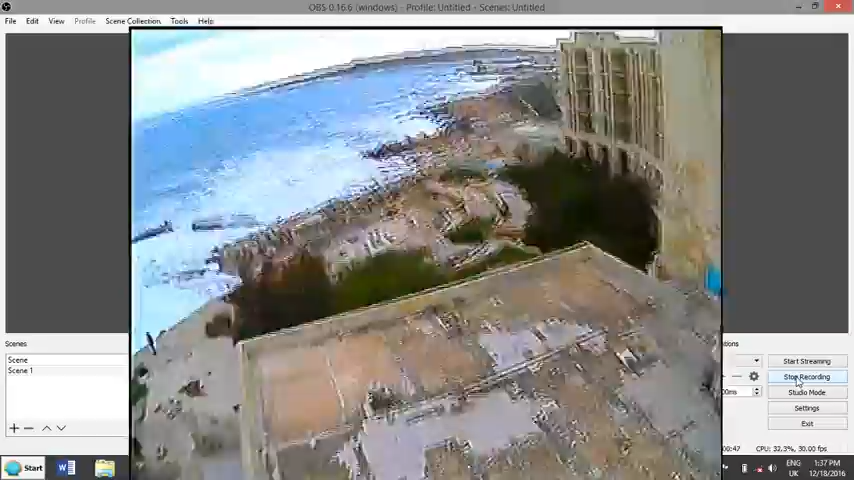 OBS 0.16.6 (windows) - Profile: Untitled - Scenes: Untitled
File Edit View Profile Scene Collection Tools Help
Scenes
Scene
Scene 1
Start Streaming
Stop Recording
Studio Mode
Settings
Exit
CPU: 32.3%, 30.00 fps
Start
ENG
UK
1:37 PM
12/18/2016